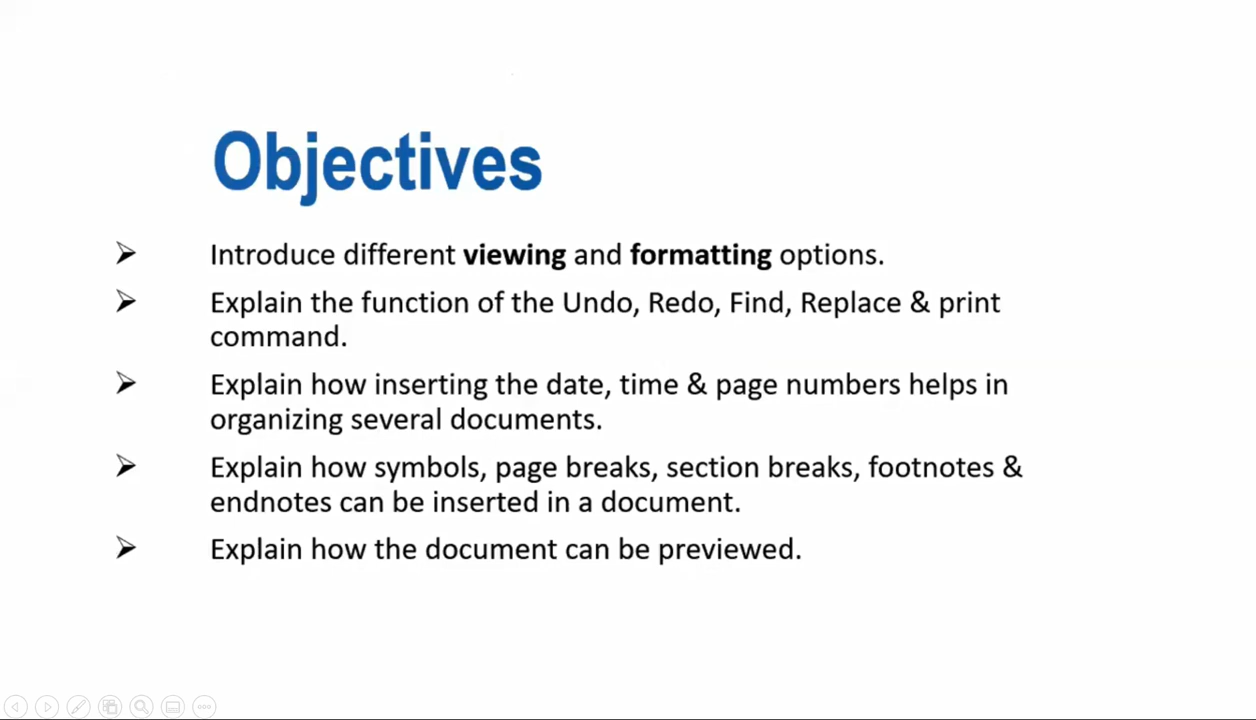 Objectives
Introduce different viewing and formatting options.
Explain the function of the Undo, Redo, Find, Replace & print
command.
Explain how inserting the date, time & page numbers helps in
organizing several documents.
Explain how symbols, page breaks, section breaks, footnotes &
endnotes can be inserted in a document.
Explain how the document can be previewed.